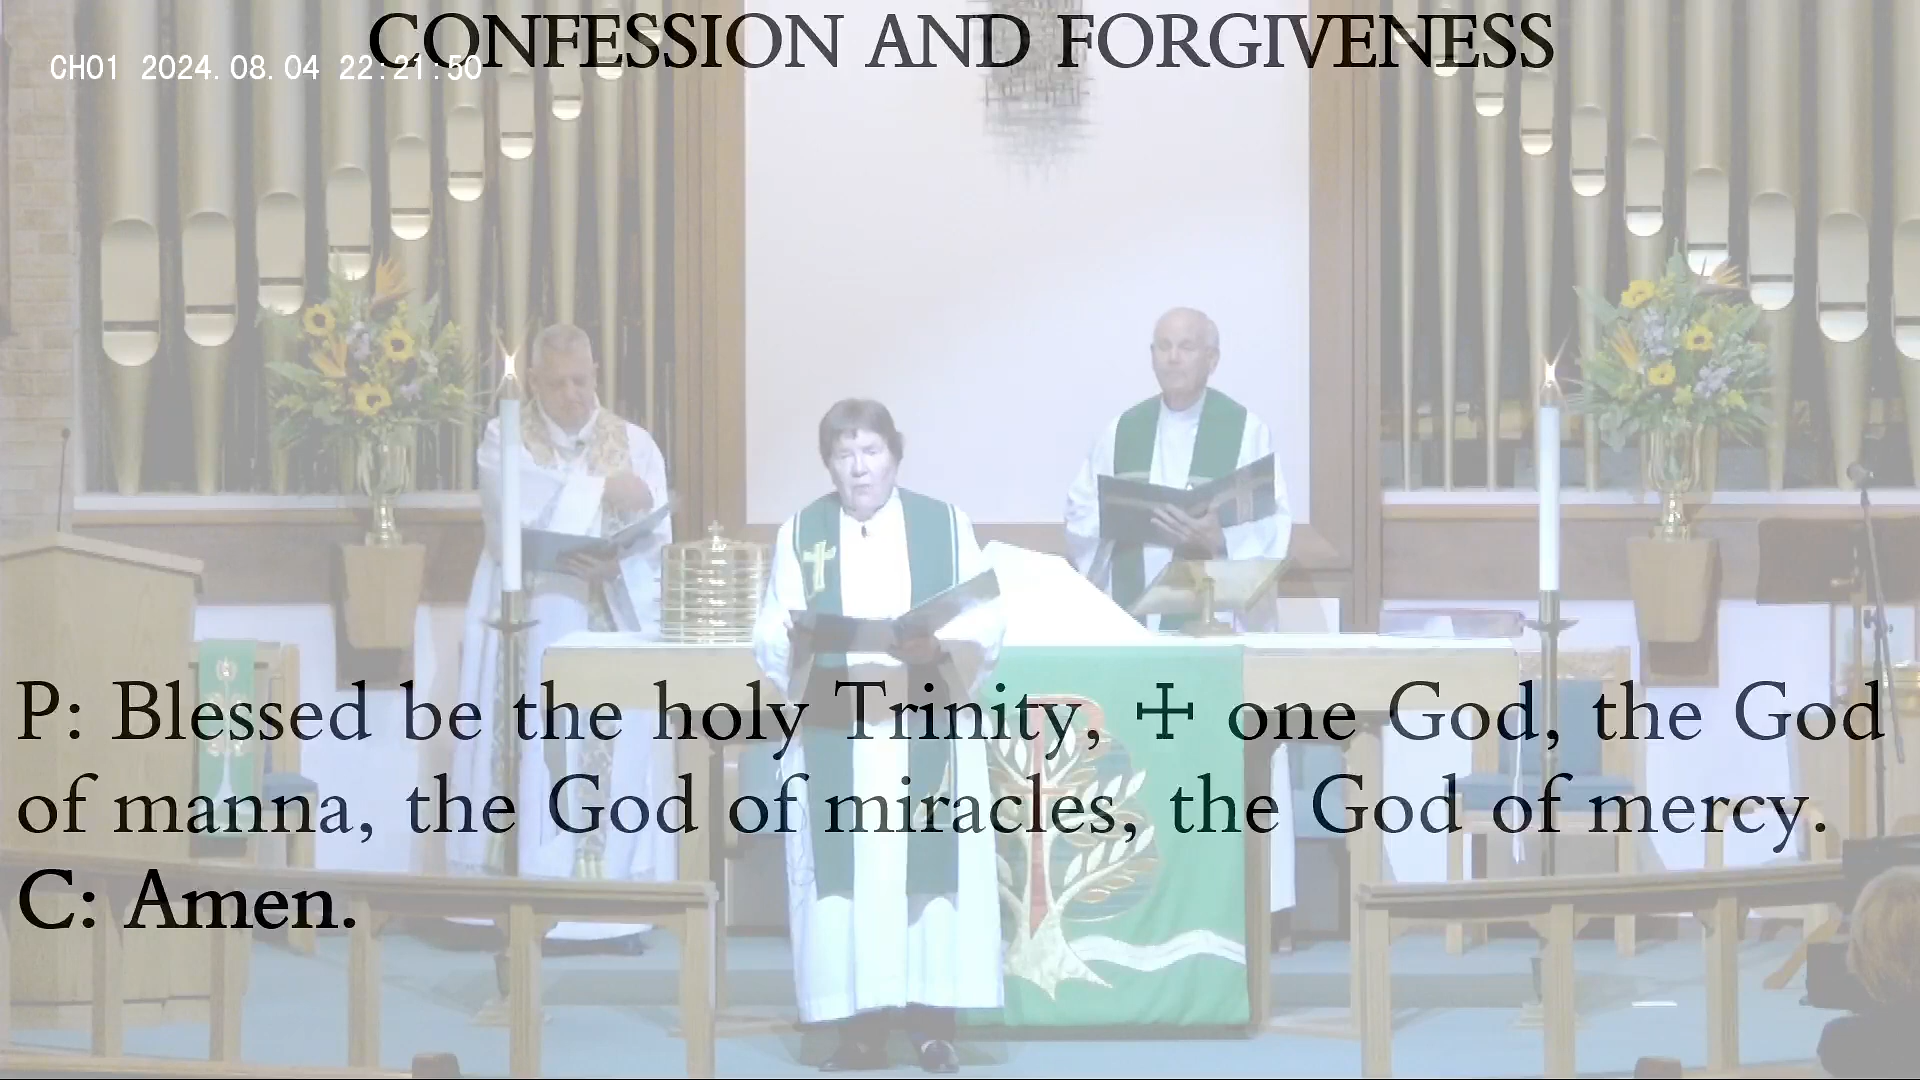 CONFESSION AND FORGIVENESS
CH01 2024.08.04 22:21:50
P: Blessed be the holy Trinity, ☩ one God, the God
of manna, the God of miracles, the God of mercy.
C: Amen.